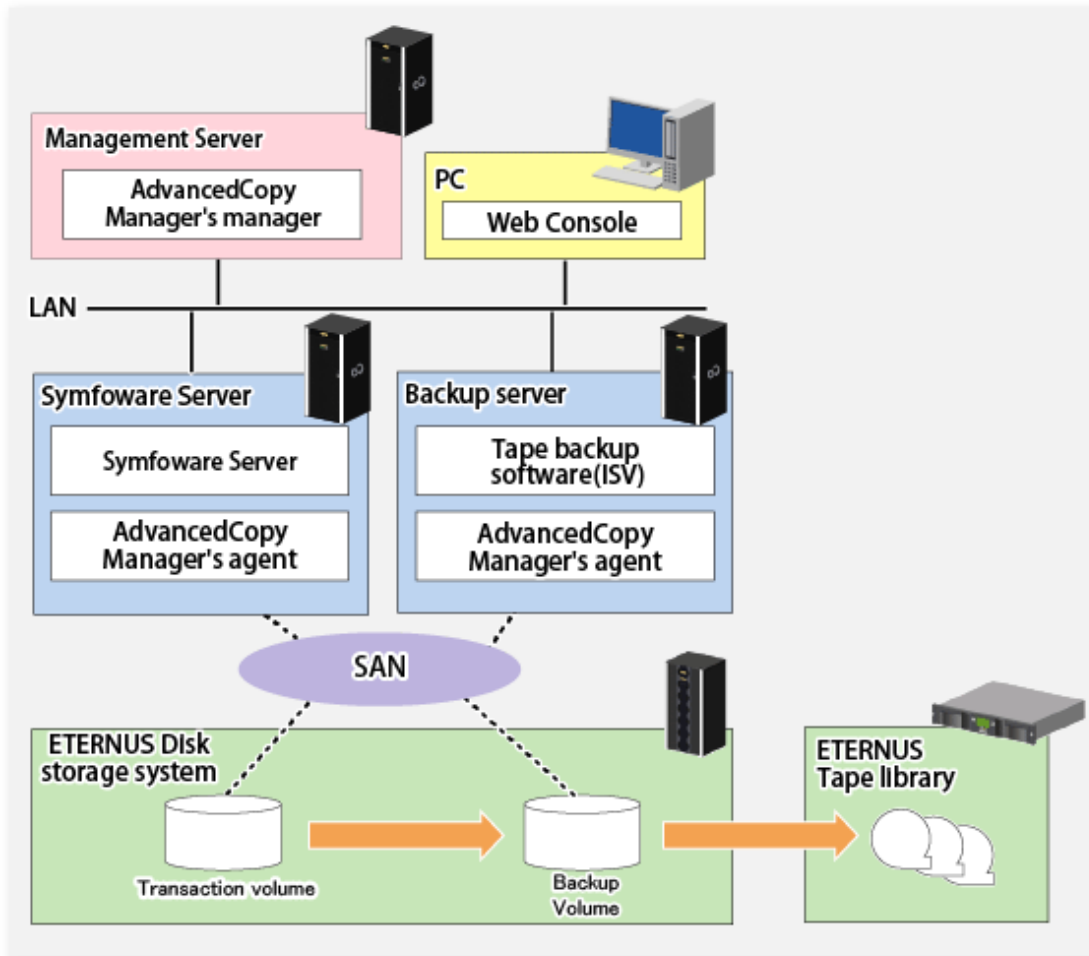 Management Server
AdvancedCopy
Manager's manager
PC
Web Console
LAN
Symfoware Server
Symfoware Server
AdvancedCopy
Manager's agent
Backup server
Tape backup
software(ISV)
AdvancedCopy
Manager's agent
SAN
ETERNUS Disk
storage system
Transaction volume
Backup
Volume
ETERNUS
Tape library